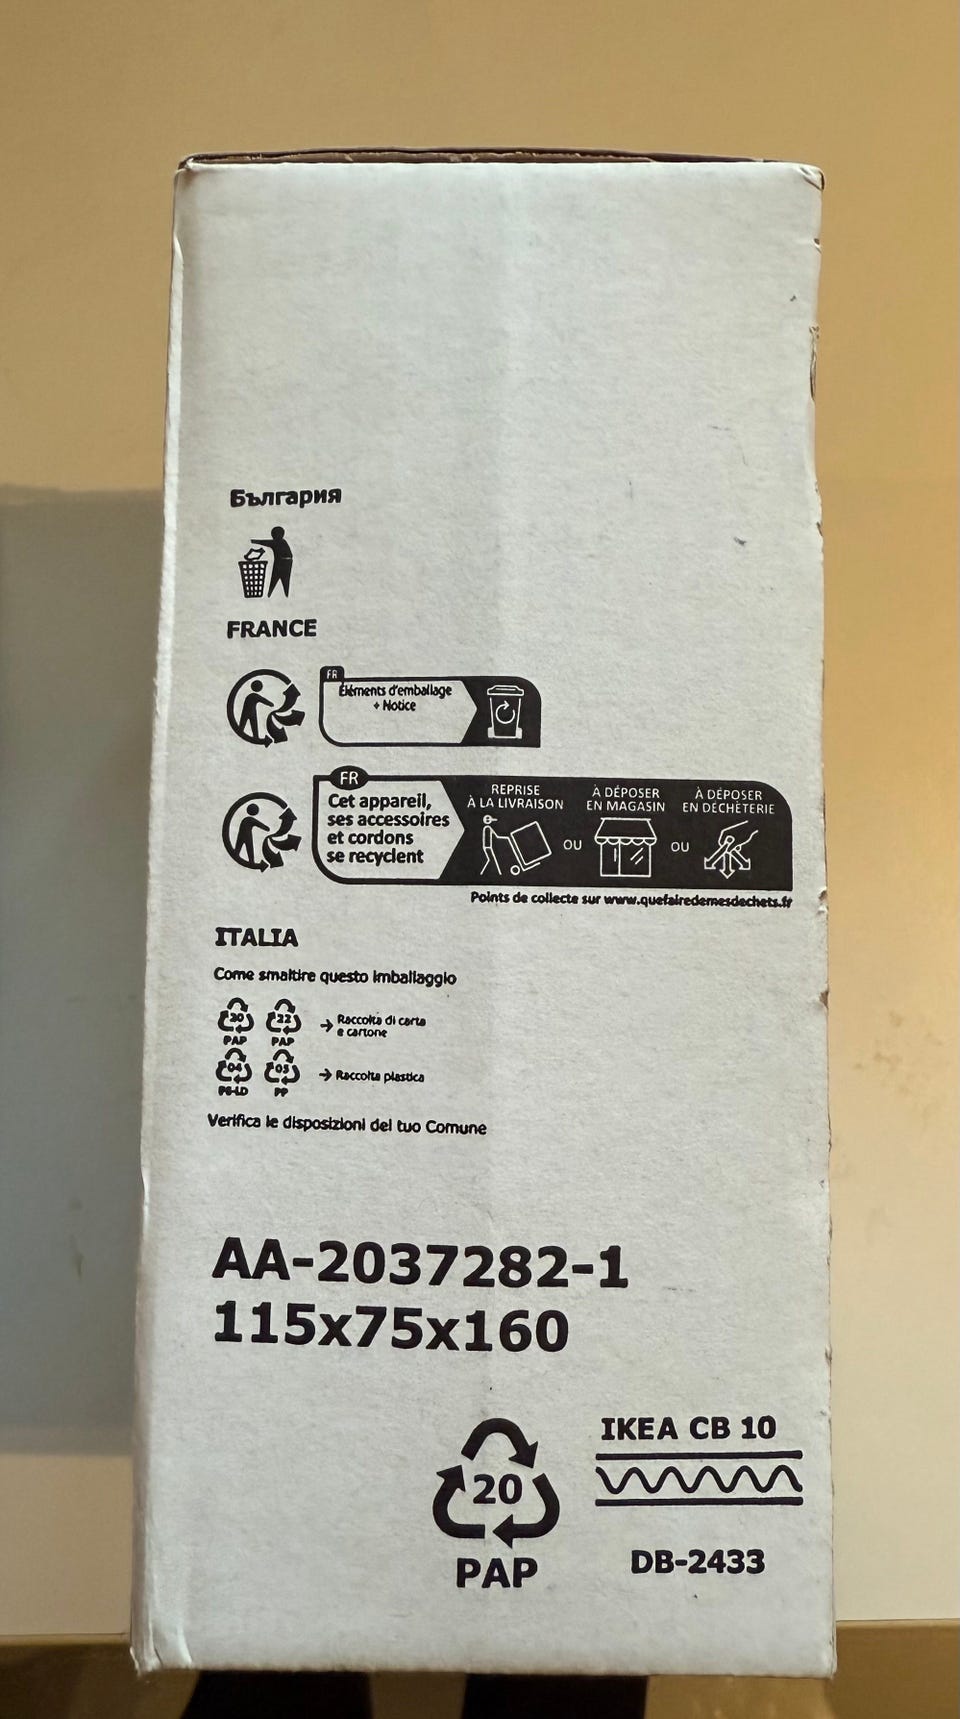 България
FRANCE
FR
Éléments d'emballage
+ Notice
FR
Cet appareil,
ses accessoires
et cordons
se recyclent
REPRISE
À LA LIVRAISON
OU
À DÉPOSER
EN MAGASIN
OU
À DÉPOSER
EN DÉCHÈTERIE
Points de collecte sur www.quefairedemesdechets.fr
ITALIA
Come smaltire questo imballaggio
20
PAP
22
PAP
→ Raccolta di carta
e cartone
04
PE-LD
05
PP
→ Raccolta plastica
Verifica le disposizioni del tuo Comune
AA-2037282-1
115x75x160
20
PAP
IKEA CB 10
DB-2433